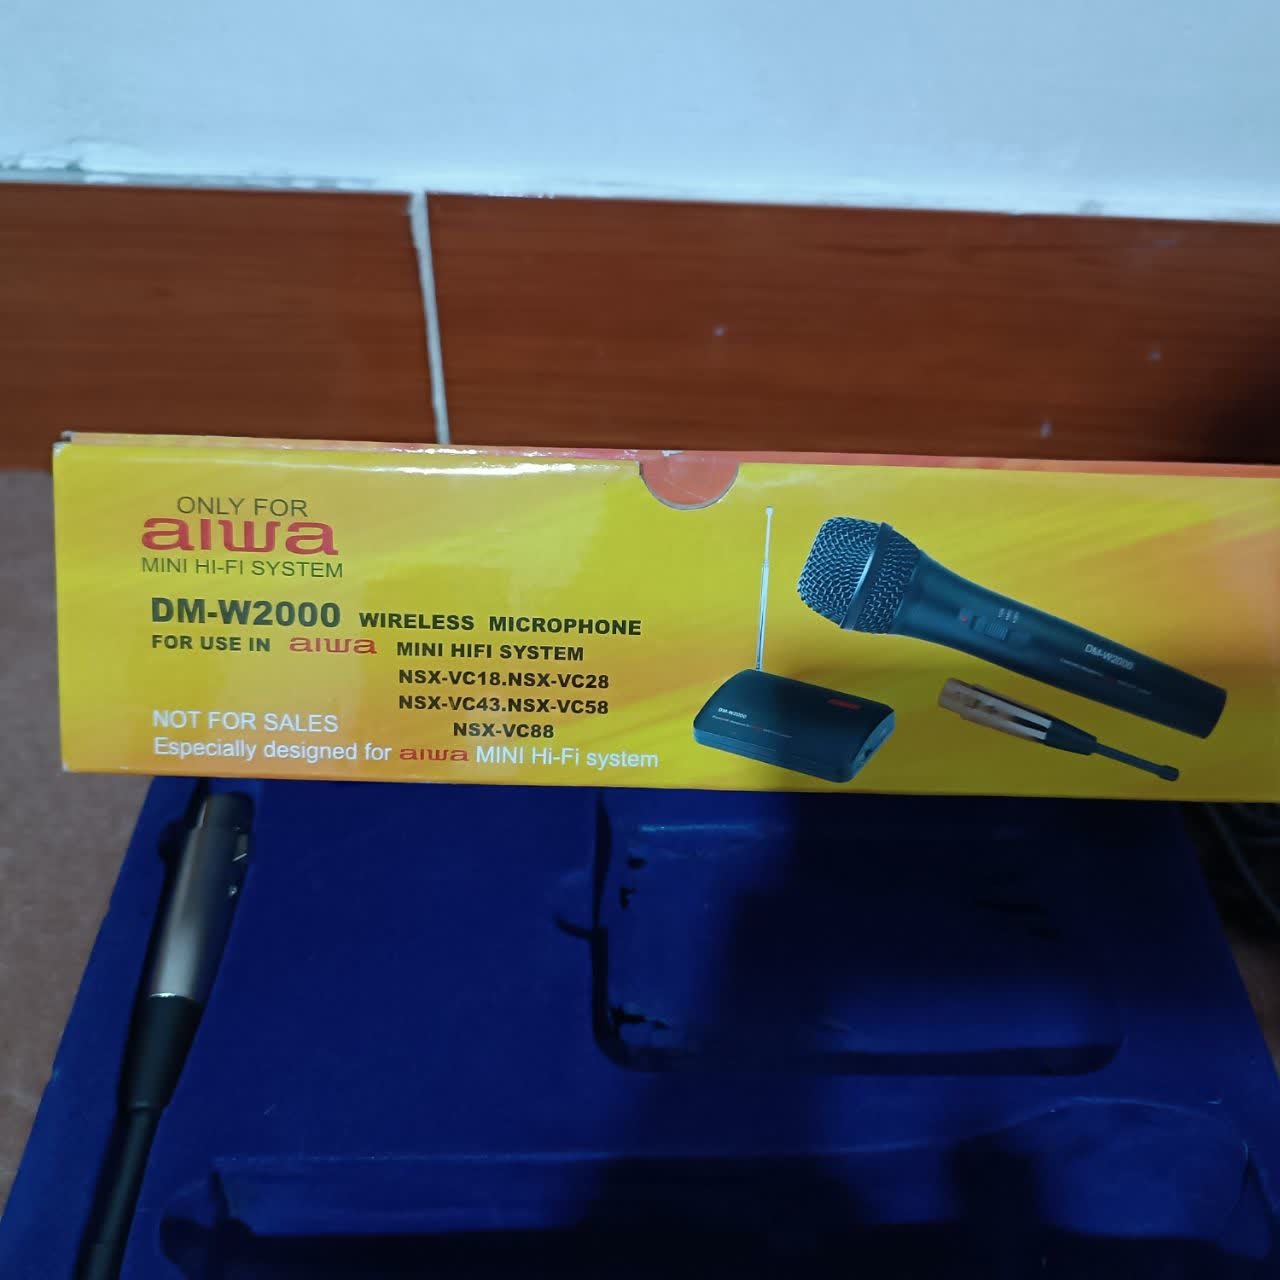 ONLY FOR
aiwa
MINI HI-FI SYSTEM
DM-W2000 WIRELESS MICROPHONE
FOR USE IN aiwa MINI HIFI SYSTEM
NSX-VC18.NSX-VC28
NSX-VC43.NSX-VC58
NSX-VC88
NOT FOR SALES
Especially designed for aiwa MINI Hi-Fi system
DM-W2000
DM-W2000